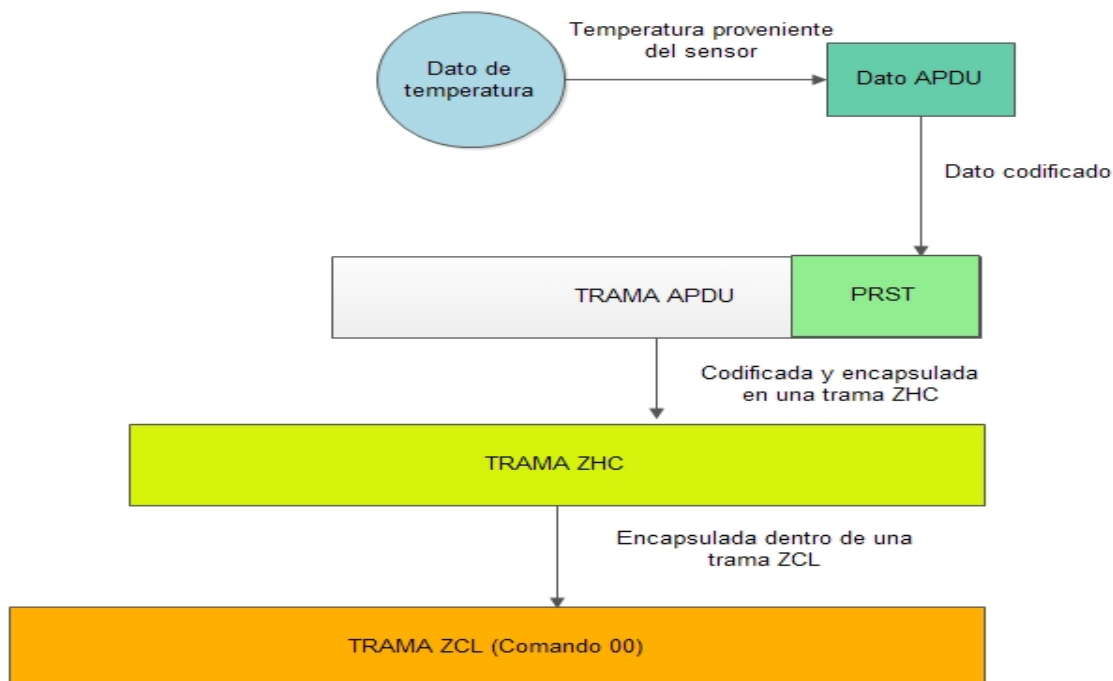 Temperatura proveniente
del sensor
Dato de
temperatura
Dato APDU
Dato codificado
TRAMA APDU
PRST
Codificada y encapsulada
en una trama ZHC
TRAMA ZHC
Encapsulada dentro de una
trama ZCL
TRAMA ZCL (Comando 00)